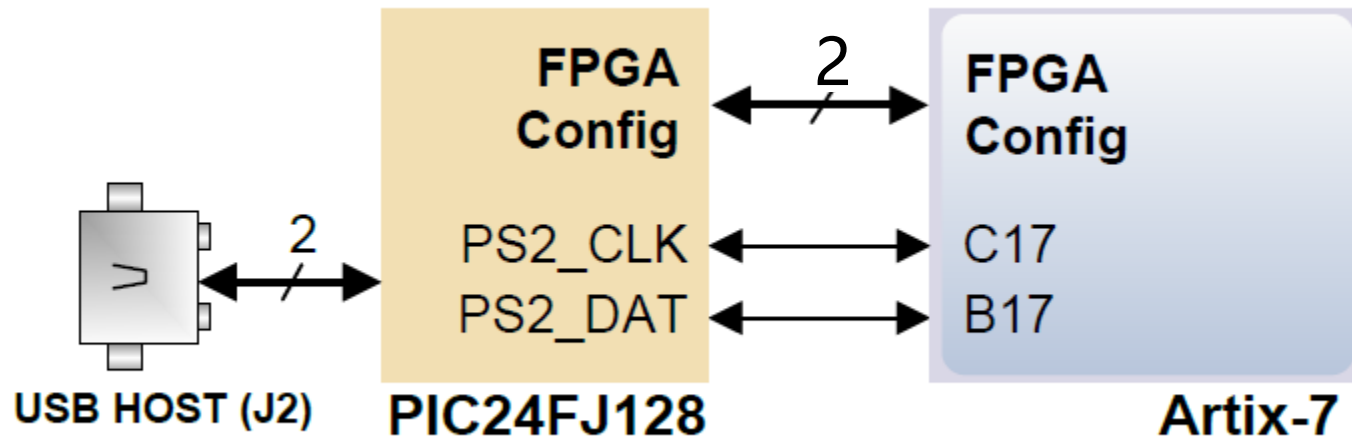 FPGA
Config
2
FPGA
Config
2
PS2_CLK
C17
PS2_DAT
B17
USB HOST (J2)
PIC24FJ128
Artix-7